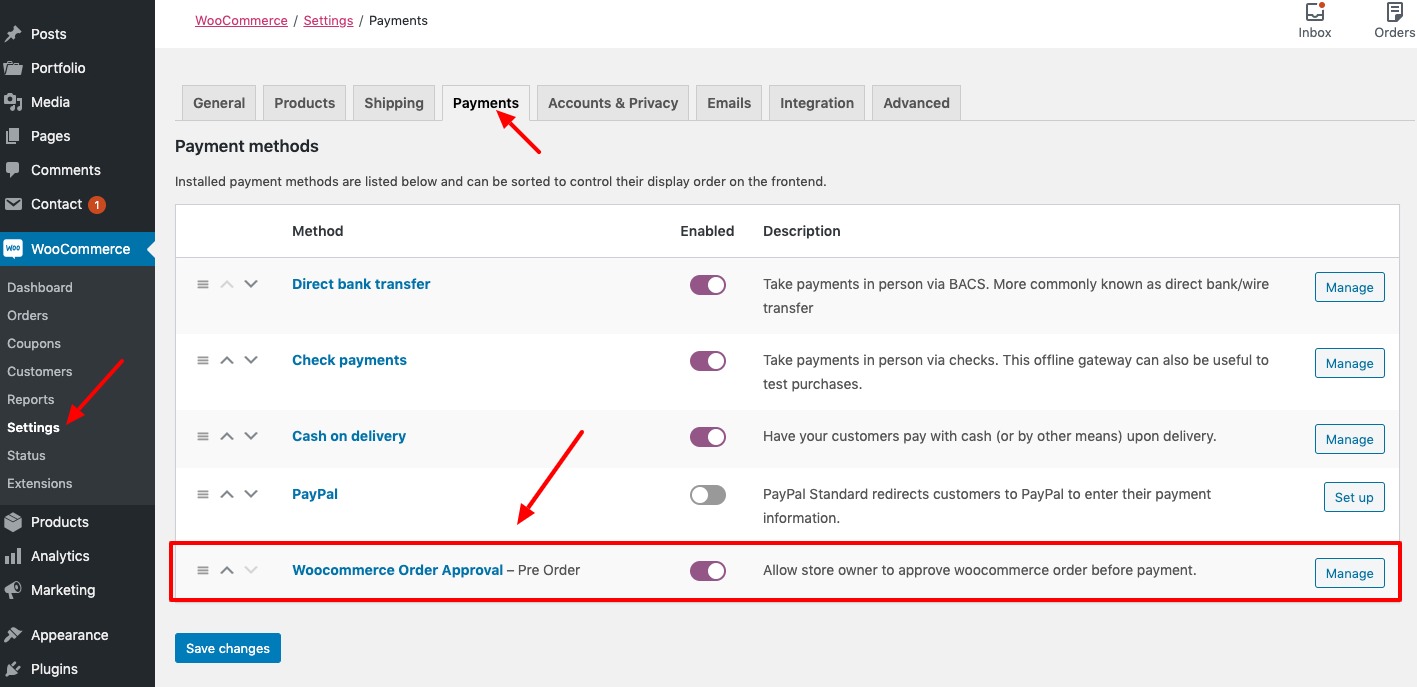 WooCommerce / Settings / Payments
Inbox
Orders
Posts
Portfolio
Media
Pages
Comments
Contact 1
Woo WooCommerce
Dashboard
Orders
Coupons
Customers
Reports
Settings
Status
Extensions
Products
Analytics
Marketing
Appearance
Plugins
General
Products
Shipping
Payments
Accounts & Privacy
Emails
Integration
Advanced
Payment methods
Installed payment methods are listed below and can be sorted to control their display order on the frontend.
Method Enabled Description
Direct bank transfer
Take payments in person via BACS. More commonly known as direct bank/wire
transfer
Manage
Check payments
Take payments in person via checks. This offline gateway can also be useful to
test purchases.
Manage
Cash on delivery
Have your customers pay with cash (or by other means) upon delivery.
Manage
PayPal
PayPal Standard redirects customers to PayPal to enter their payment
information.
Set up
Woocommerce Order Approval – Pre Order
Allow store owner to approve woocommerce order before payment.
Manage
Save changes